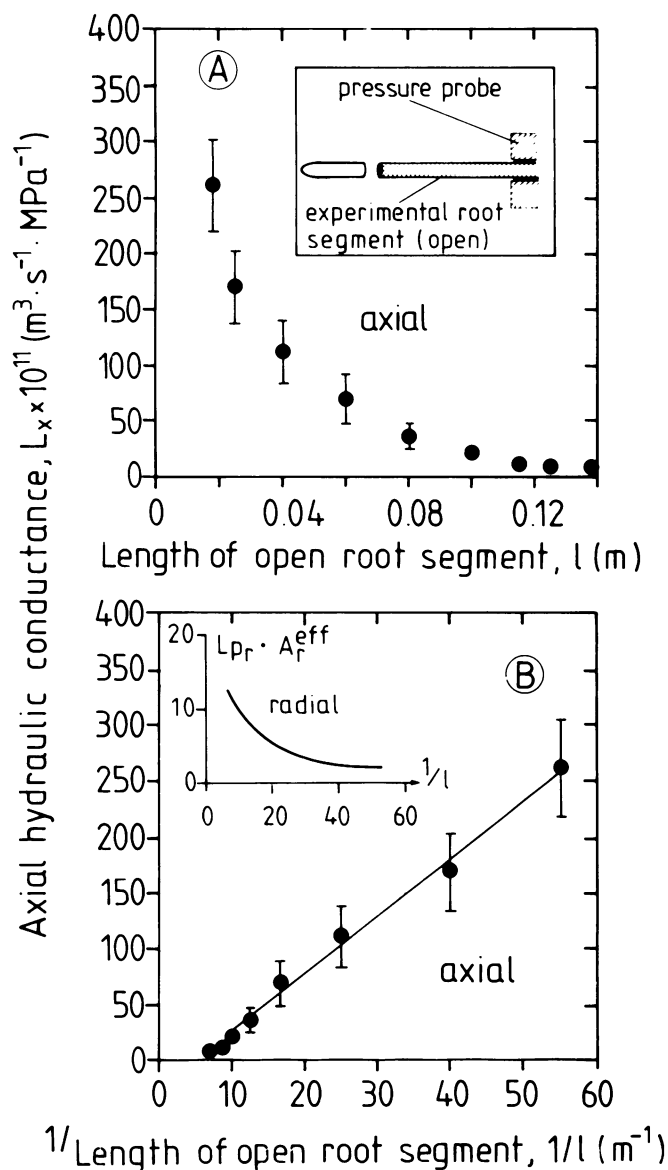 Axial hydraulic conductance, Lₓ × 10¹¹ (m³· s⁻¹· MPa⁻¹)
400
350
300
250
200
150
100
50
0
A
pressure probe
experimental root
segment (open)
axial
0
0.04
0.08
0.12
Length of open root segment, l (m)
400
350
300
250
200
150
100
50
0
B
20
10
0
Lpᵣ · Aᵣᵉᶠᶠ
radial
1/l
0 20 40 60
axial
0 10 20 30 40 50 60
1/Length of open root segment, 1/l (m⁻¹)